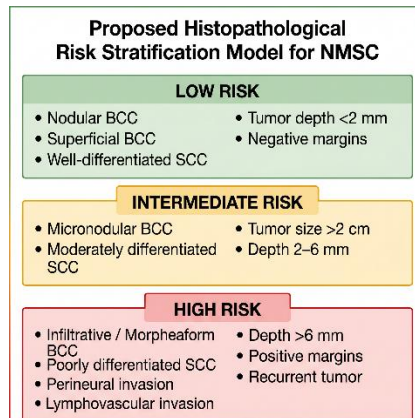 Proposed Histopathological
Risk Stratification Model for NMSC
LOW RISK
• Nodular BCC
• Superficial BCC
• Well-differentiated SCC
• Tumor depth <2 mm
• Negative margins
INTERMEDIATE RISK
• Micronodular BCC
• Moderately differentiated
SCC
• Tumor size >2 cm
• Depth 2–6 mm
HIGH RISK
• Infiltrative / Morpheaform
BCC
• Poorly differentiated SCC
• Perineural invasion
• Lymphovascular invasion
• Depth >6 mm
• Positive margins
• Recurrent tumor